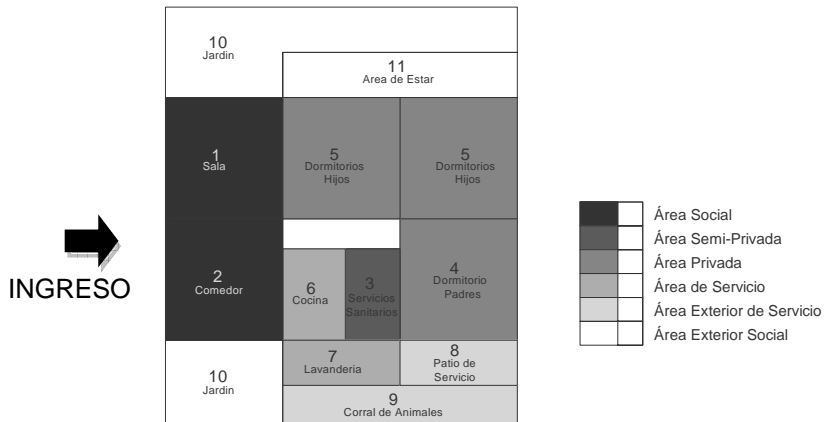 10
Jardin
11
Area de Estar
1
Sala
5
Dormitorios
Hijos
5
Dormitorios
Hijos
INGRESO
2
Comedor
6
Cocina
3
Servicios
Sanitarios
4
Dormitorio
Padres
10
Jardin
7
Lavanderia
8
Patio de
Servicio
9
Corral de Animales
Área Social
Área Semi-Privada
Área Privada
Área de Servicio
Área Exterior de Servicio
Área Exterior Social